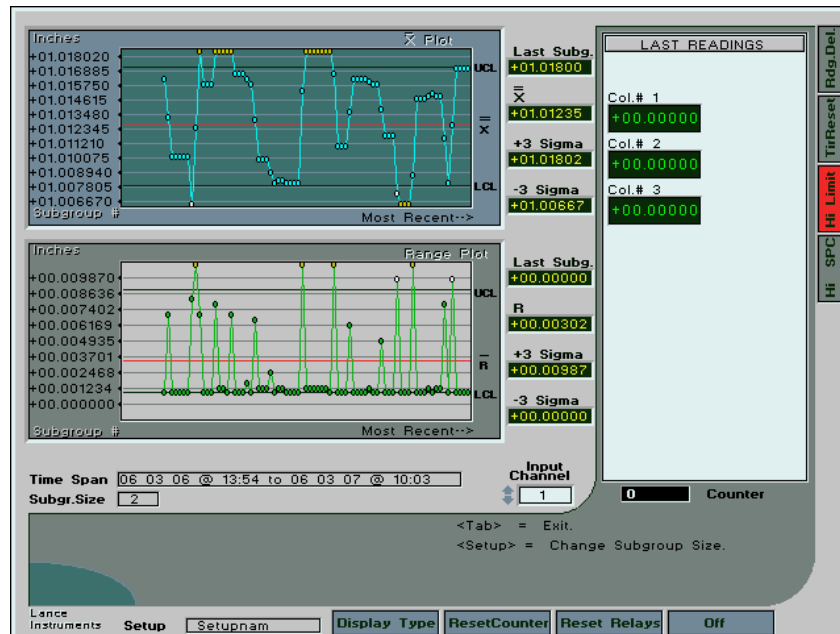 Inches
X Plot
+01.018020
+01.016885
+01.015750
+01.014615
+01.013480
+01.012345
+01.011210
+01.010075
+01.008940
+01.007805
+01.006670
UCL
X
LCL
Subgroup #
Most Recent-->
Last Subg.
+01.01800
X
+01.01235
+3 Sigma
+01.01802
-3 Sigma
+01.00667
Inches
Range Plot
+00.009870
+00.008636
+00.007402
+00.006169
+00.004935
+00.003701
+00.002468
+00.001234
+00.000000
UCL
R
LCL
Subgroup #
Most Recent-->
Last Subg.
+00.00000
R
+00.00302
+3 Sigma
+00.00987
-3 Sigma
+00.00000
LAST READINGS
Col.# 1
+00.00000
Col.# 2
+00.00000
Col.# 3
+00.00000
Rdg.Del.
TirReset
Hi Limit
Hi SPC
Time Span 06 03 06 @ 13:54 to 06 03 07 @ 10:03
Subgr.Size 2
Input Channel
1
0 Counter
<Tab> = Exit.
<Setup> = Change Subgroup Size.
Lance
Instruments
Setup Setupnam
Display Type
ResetCounter
Reset Relays
Off